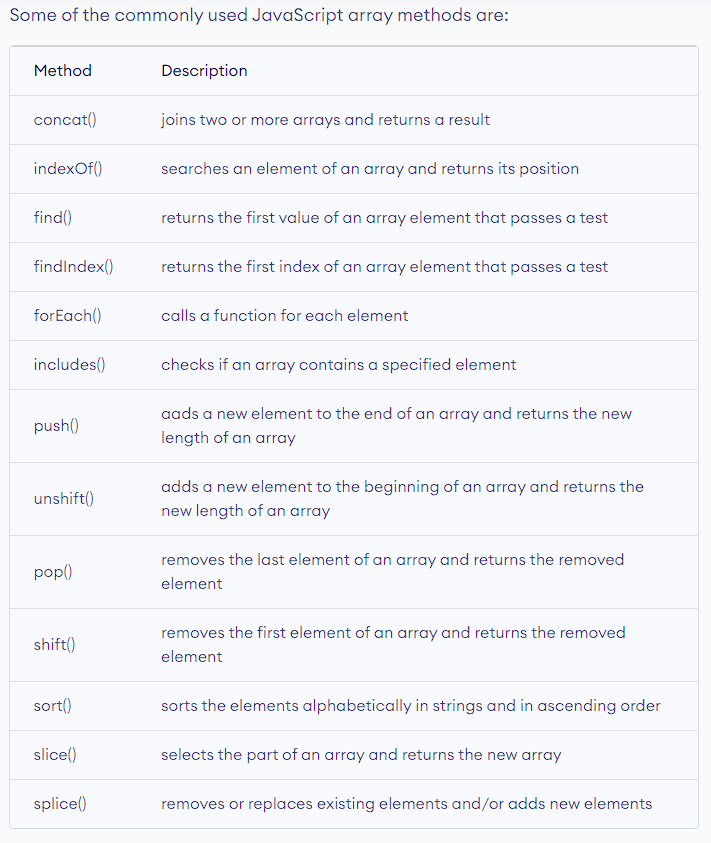 Some of the commonly used JavaScript array methods are:
Method Description
concat() joins two or more arrays and returns a result
indexOf() searches an element of an array and returns its position
find() returns the first value of an array element that passes a test
findIndex() returns the first index of an array element that passes a test
forEach() calls a function for each element
includes() checks if an array contains a specified element
push() aads a new element to the end of an array and returns the new
length of an array
unshift() adds a new element to the beginning of an array and returns the
new length of an array
pop() removes the last element of an array and returns the removed
element
shift() removes the first element of an array and returns the removed
element
sort() sorts the elements alphabetically in strings and in ascending order
slice() selects the part of an array and returns the new array
splice() removes or replaces existing elements and/or adds new elements